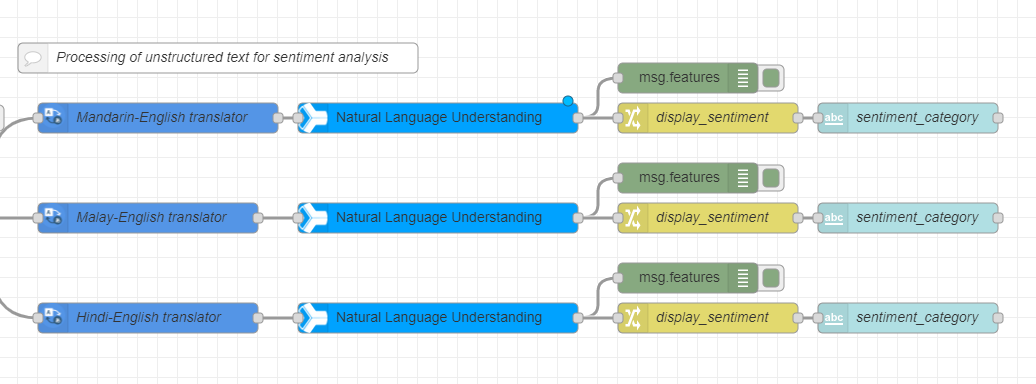 Processing of unstructured text for sentiment analysis
msg.features
Mandarin-English translator Natural Language Understanding display_sentiment abc sentiment_category
msg.features
Malay-English translator Natural Language Understanding display_sentiment abc sentiment_category
msg.features
Hindi-English translator Natural Language Understanding display_sentiment abc sentiment_category